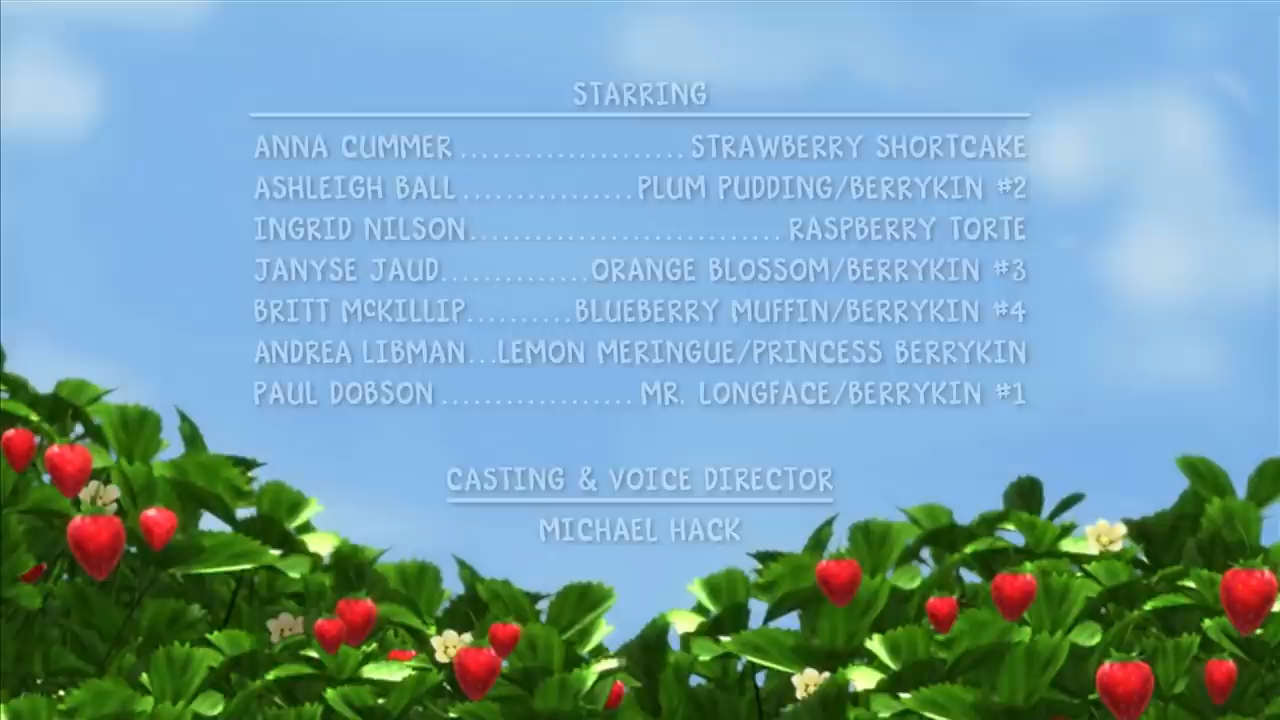 STARRING
ANNA CUMMER.....................STRAWBERRY SHORTCAKE
ASHLEIGH BALL................PLUM PUDDING/BERRYKIN #2
INGRID NILSON.............................RASPBERRY TORTE
JANYSE JAUD..............ORANGE BLOSSOM/BERRYKIN #3
BRITT McKILLIP..........BLUEBERRY MUFFIN/BERRYKIN #4
ANDREA LIBMAN...LEMON MERINGUE/PRINCESS BERRYKIN
PAUL DOBSON..................MR. LONGFACE/BERRYKIN #1
CASTING & VOICE DIRECTOR
MICHAEL HACK